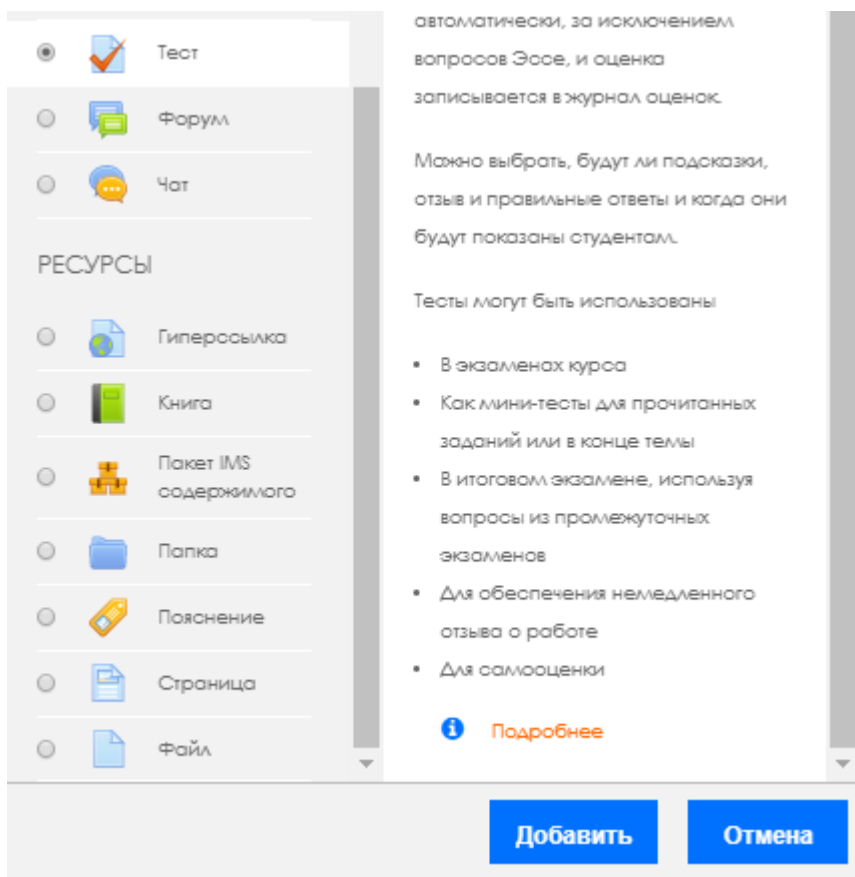 Тест
Форум
Чат
РЕСУРСЫ
Гиперссылка
Книга
Пакет IMS
содержимого
Папка
Пояснение
Страница
Файл
автоматически, за исключением
вопросов Эссе, и оценка
записывается в журнал оценок.
Можно выбрать, будут ли подсказки,
отзыв и правильные ответы и когда они
будут показаны студентам.
Тесты могут быть использованы
• В экзаменах курса
• Как мини-тесты для прочитанных
заданий или в конце темы
• В итоговом экзамене, используя
вопросы из промежуточных
экзаменов
• Для обеспечения немедленного
отзыва о работе
• Для самооценки
Подробнее
Добавить
Отмена